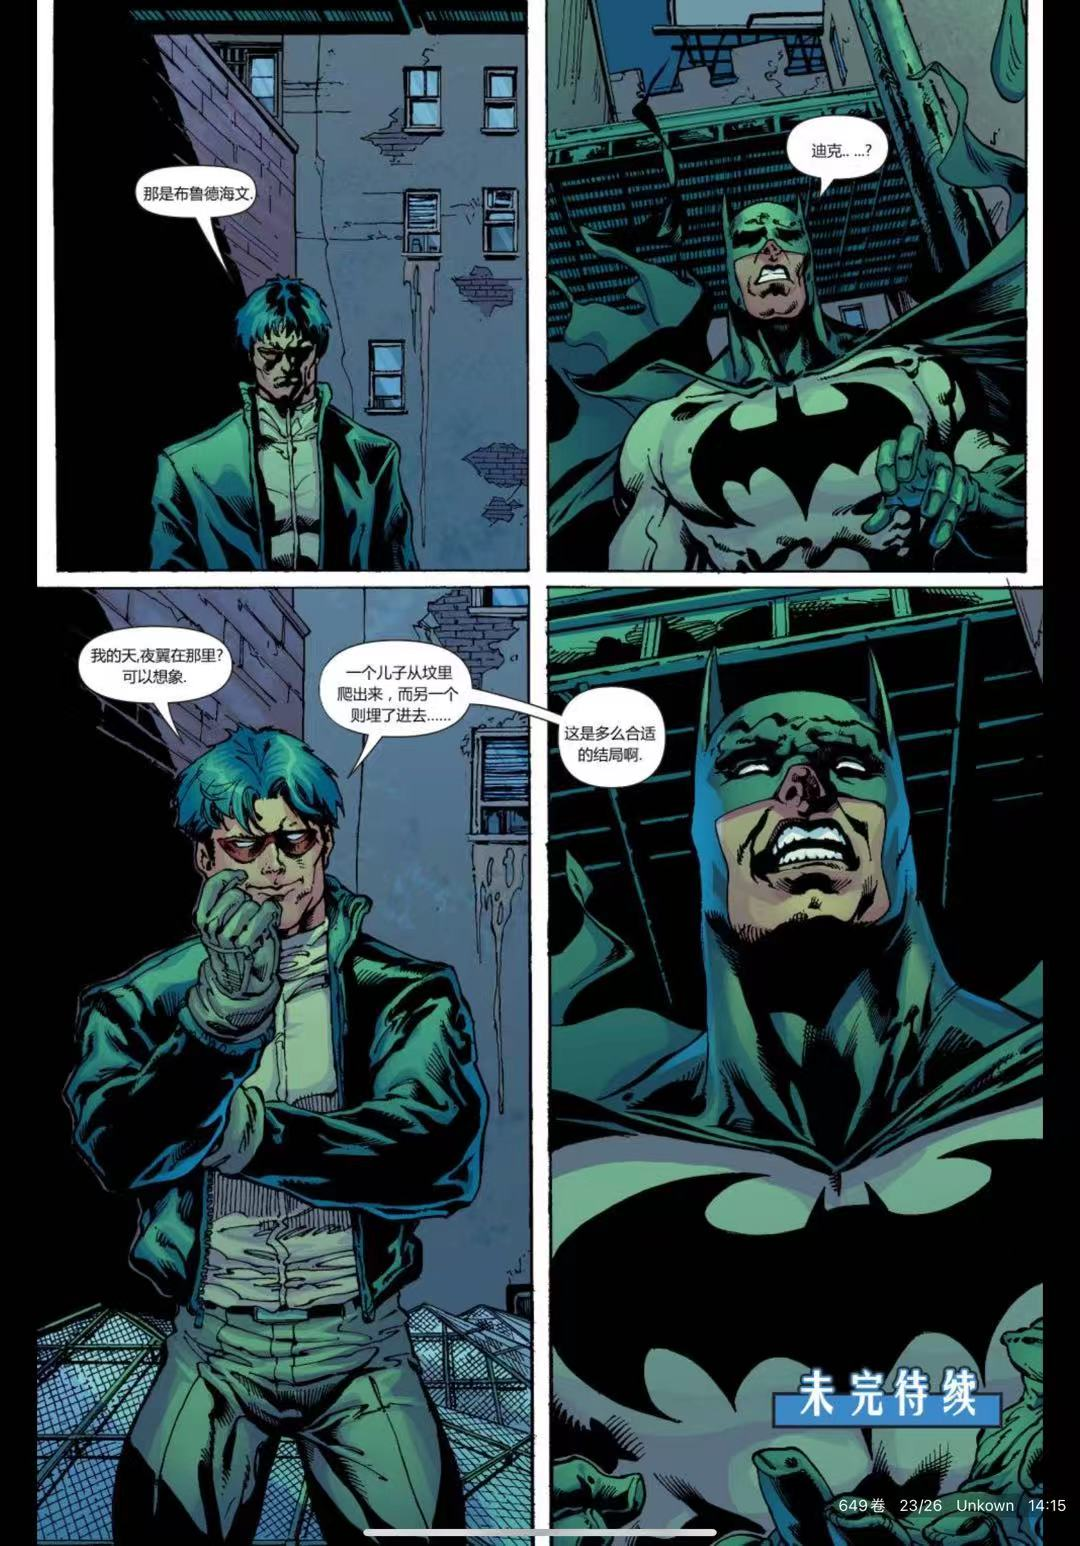 那是布鲁德海文.
迪克.. ...?
我的天,夜翼在那里?
可以想象.
一个儿子从坟里
爬出来，而另一个
则埋了进去......
这是多么合适
的结局啊.
未完待续
649卷 23/26 Unkown 14:15